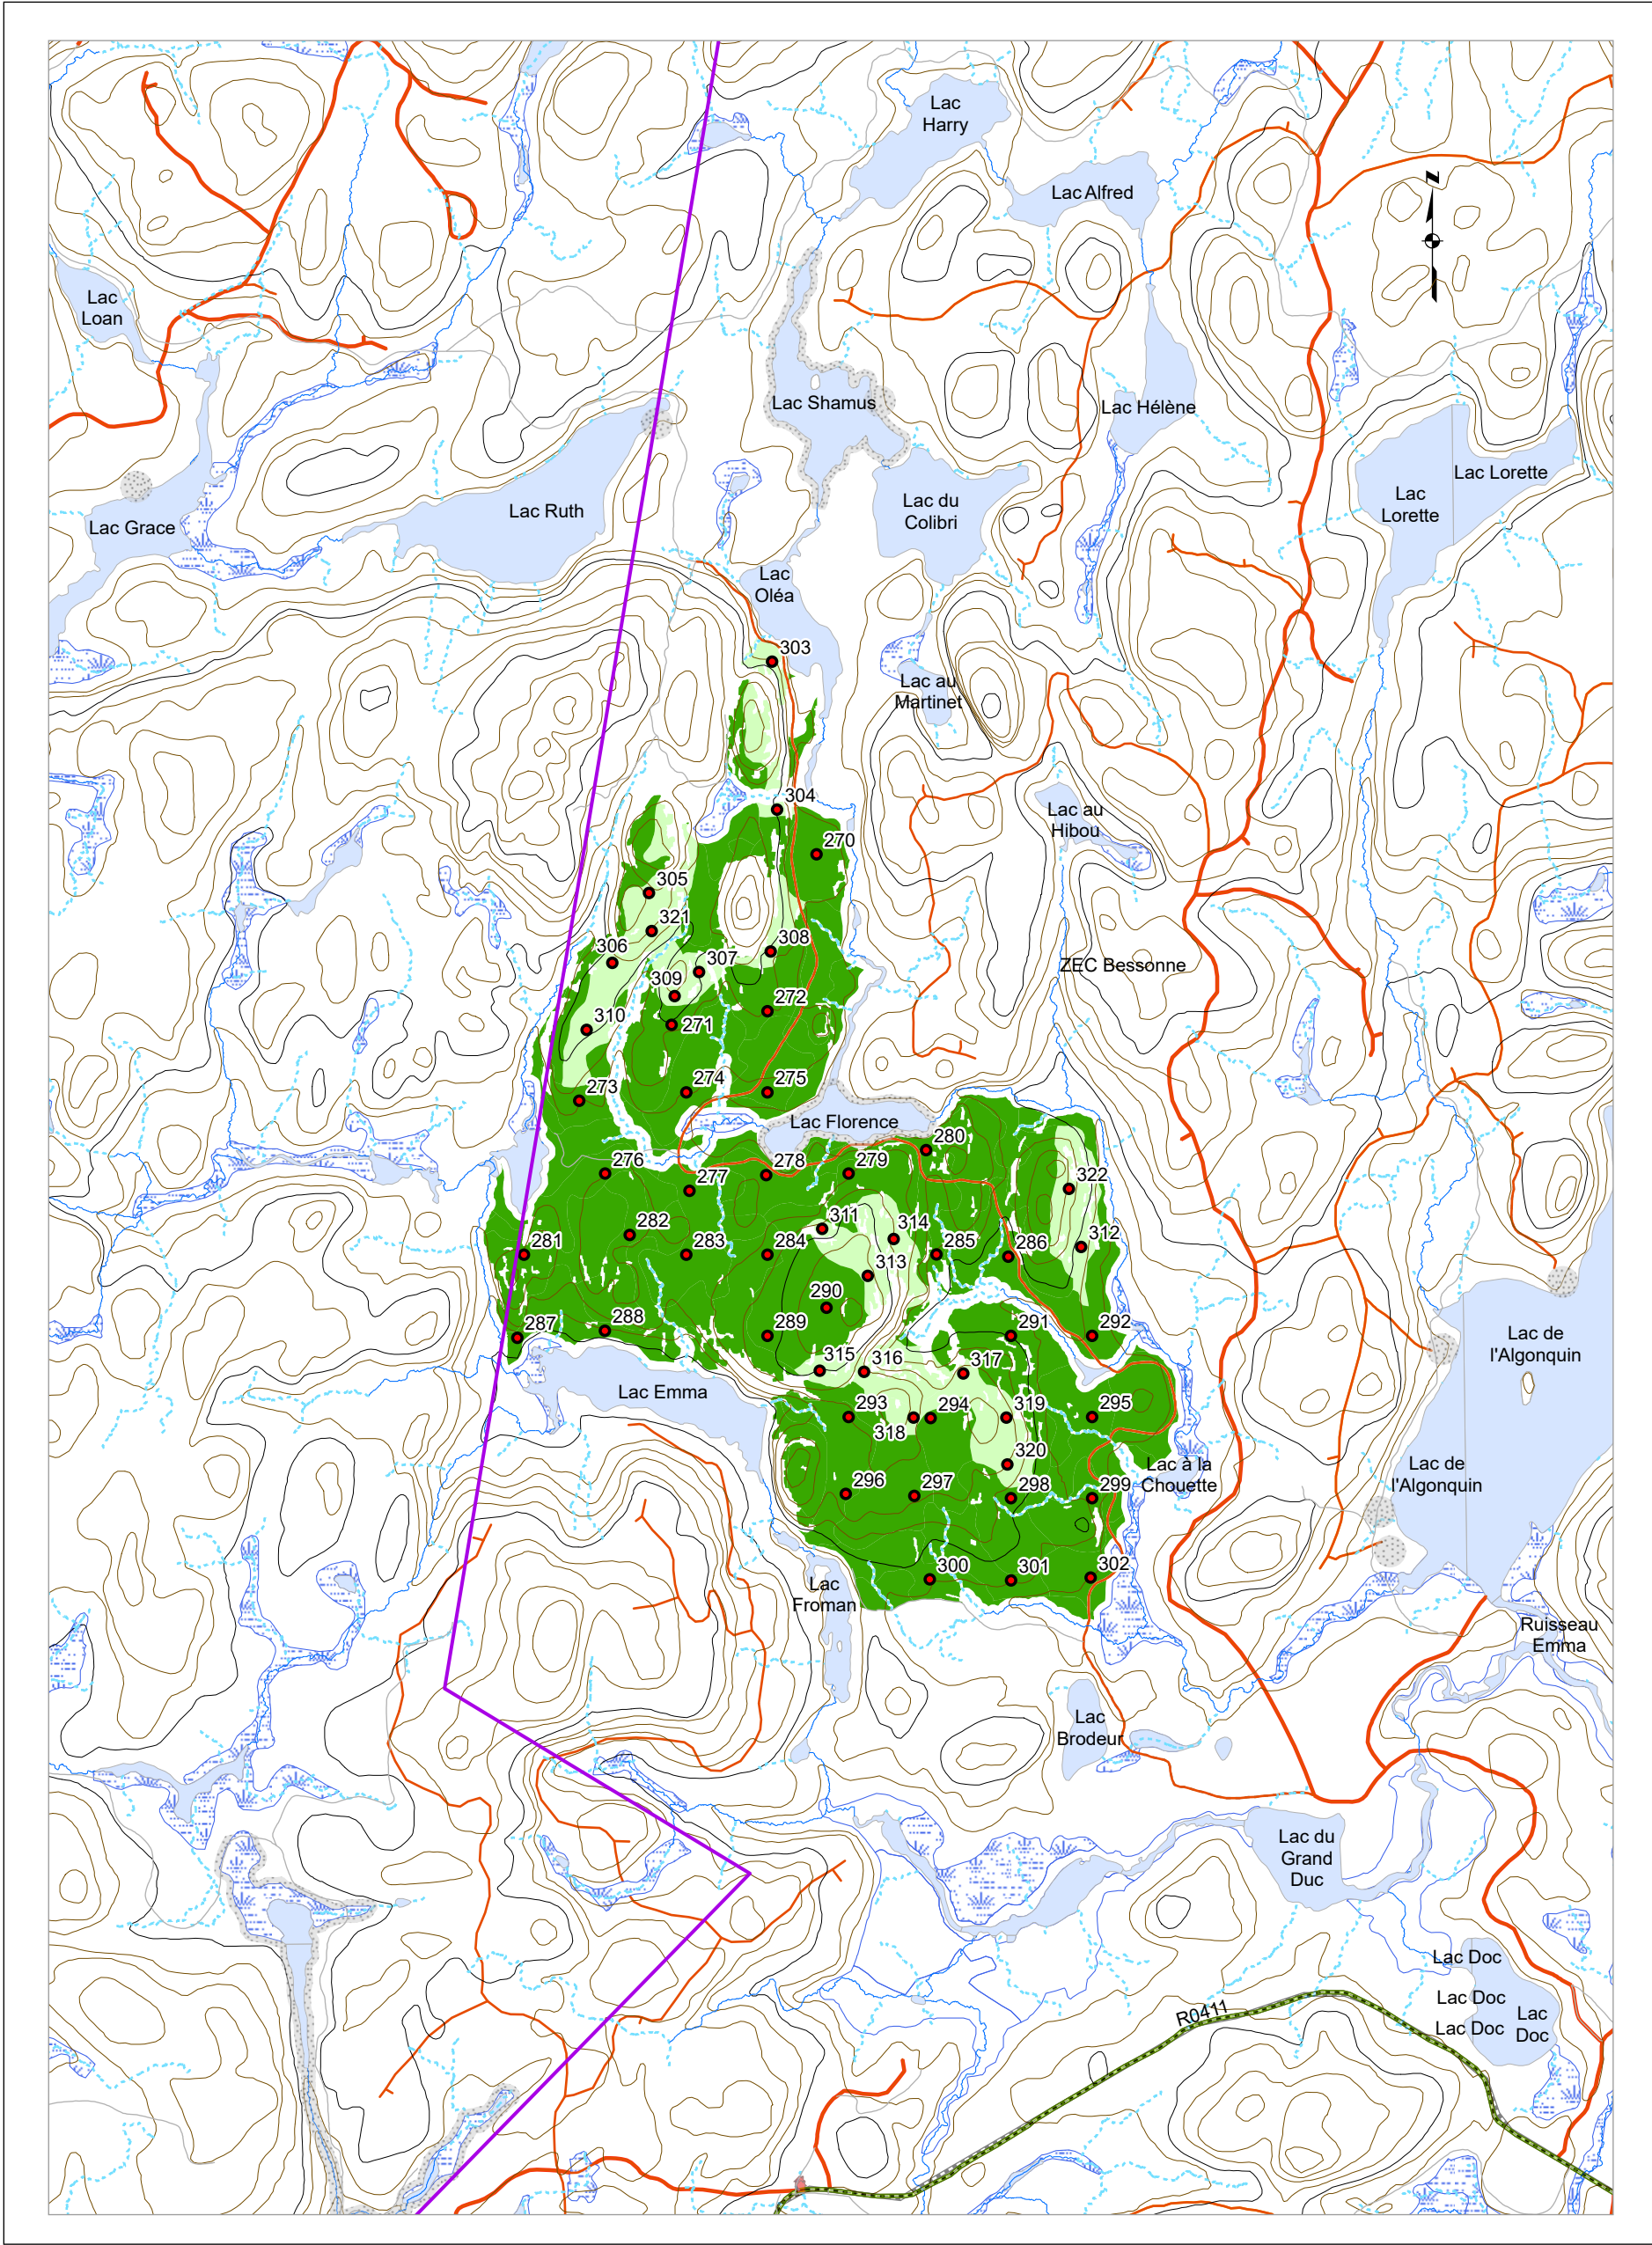 Lac
Harry
N
Lac Alfred
Lac
Loan
Lac Shamus
Lac Hélène
Lac Lorette
Lac
Lorette
Lac Grace
Lac Ruth
Lac du
Colibri
Lac
Oléa
303
Lac au
Martinet
304
Lac au
Hibou
270
305
321
306
308
ZEC Bessonne
307
309
272
310
271
273
274
275
Lac Florence
280
276
278
279
277
322
311
314
282
281
283
284
285
286
312
313
290
287
288
289
291
292
Lac de
l'Algonquin
315
316
317
Lac Emma
293
294
319
295
318
320
Lac à la
Chouette
Lac de
l'Algonquin
296
297
298
299
300
301
302
Lac
Froman
Ruisseau
Emma
Lac
Brodeur
Lac du
Grand
Duc
Lac Doc
Lac Doc
Lac Doc
Lac
Doc
R0411